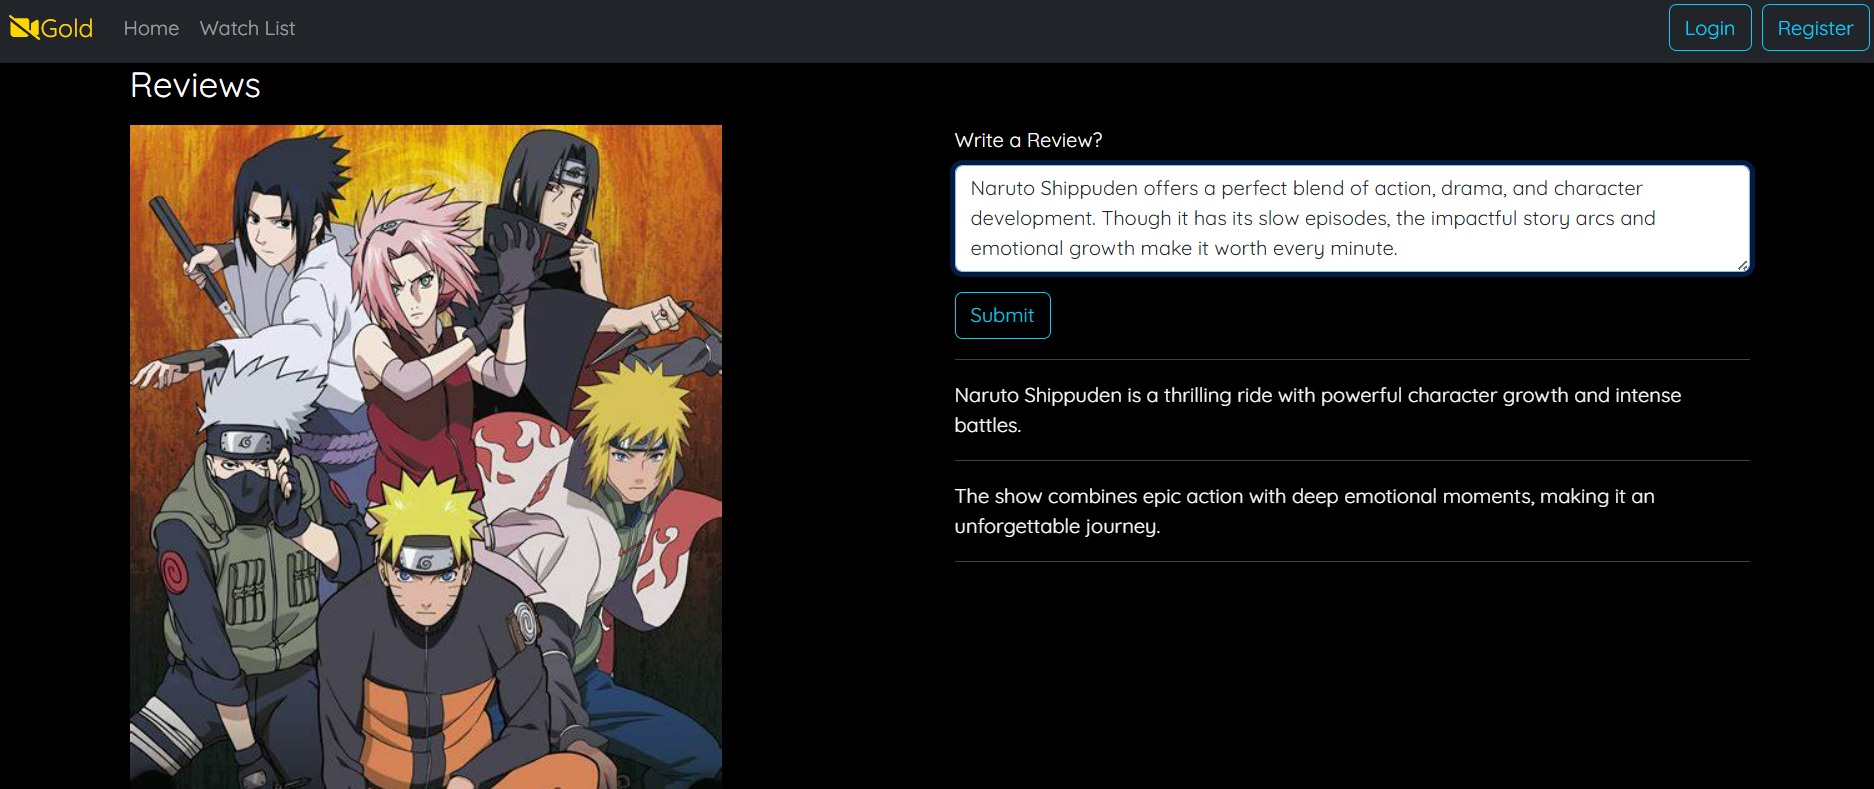 Gold Home Watch List Login Register
Reviews
Write a Review?
Naruto Shippuden offers a perfect blend of action, drama, and character
development. Though it has its slow episodes, the impactful story arcs and
emotional growth make it worth every minute.
Submit
Naruto Shippuden is a thrilling ride with powerful character growth and intense
battles.
The show combines epic action with deep emotional moments, making it an
unforgettable journey.